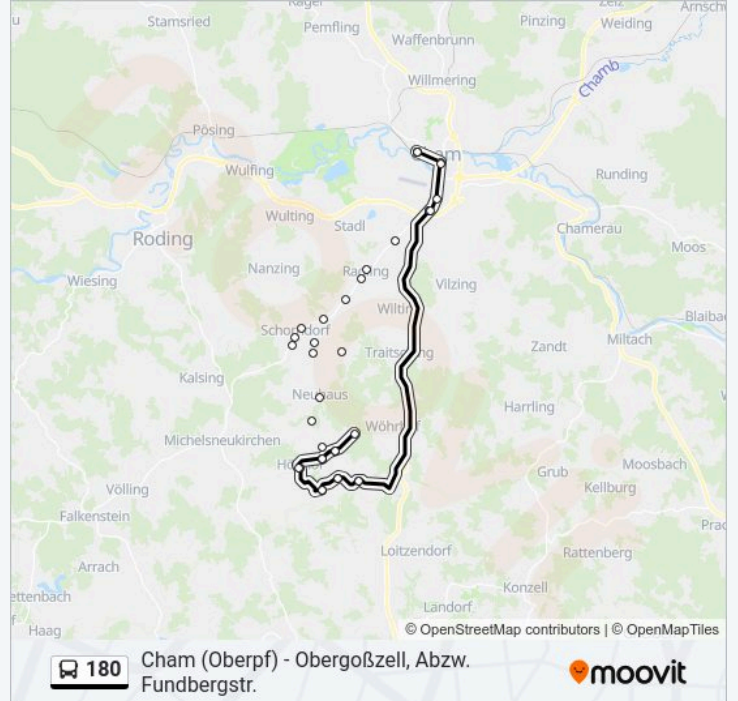 Stamsried
Pemfling
Pinzing
Weiding
Waffenbrunn
Willmering
Chamb
Pösing
Wulfing
Runding
Wulting
Stadl
Chamerau
Roding
Moos
Nanzing
Wiesing
Vilzing
Miltach
Zandt
Kalsing
Neuhaus
Harrling
Michelsneukirchen
Moosbach
Grub
Völling
Kellburg
Falkenstein
Loitzendorf
Rattenberg
Arrach
Konzell
Landorf
Haag
© OpenStreetMap contributors | © OpenMapTiles
180
Cham (Oberpf) - Obergoßzell, Abzw.
Fundbergstr.
moovit